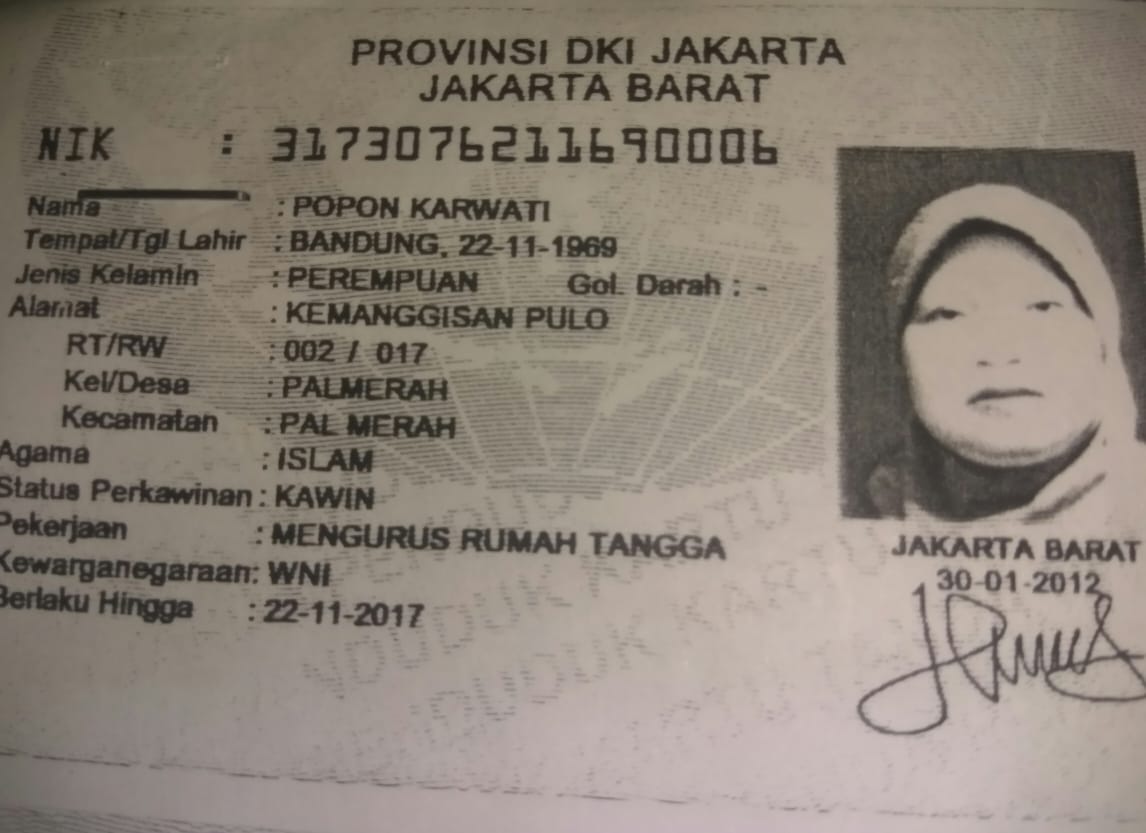 PROVINSI DKI JAKARTA
JAKARTA BARAT
NIK : 3173076211690006
Nama : POPON KARWATI
Tempat/Tgl Lahir : BANDUNG, 22-11-1969
Jenis Kelamin : PEREMPUAN Gol. Darah : -
Alamat : KEMANGGISAN PULO
RT/RW : 002 / 017
Kel/Desa : PALMERAH
Kecamatan : PAL MERAH
Agama : ISLAM
Status Perkawinan : KAWIN
Pekerjaan : MENGURUS RUMAH TANGGA
Kewarganegaraan: WNI
Berlaku Hingga : 22-11-2017
JAKARTA BARAT
30-01-2012